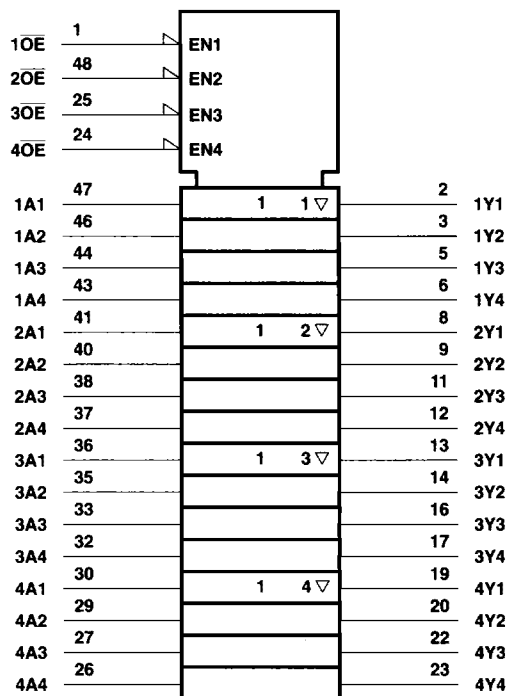 1O̅E̅ 1 EN1
2O̅E̅ 48 EN2
3O̅E̅ 25 EN3
4O̅E̅ 24 EN4
1A1 47 1 1 ▽ 2 1Y1
1A2 46 3 1Y2
1A3 44 5 1Y3
1A4 43 6 1Y4
2A1 41 1 2 ▽ 8 2Y1
2A2 40 9 2Y2
2A3 38 11 2Y3
2A4 37 12 2Y4
3A1 36 1 3 ▽ 13 3Y1
3A2 35 14 3Y2
3A3 33 16 3Y3
3A4 32 17 3Y4
4A1 30 1 4 ▽ 19 4Y1
4A2 29 20 4Y2
4A3 27 22 4Y3
4A4 26 23 4Y4